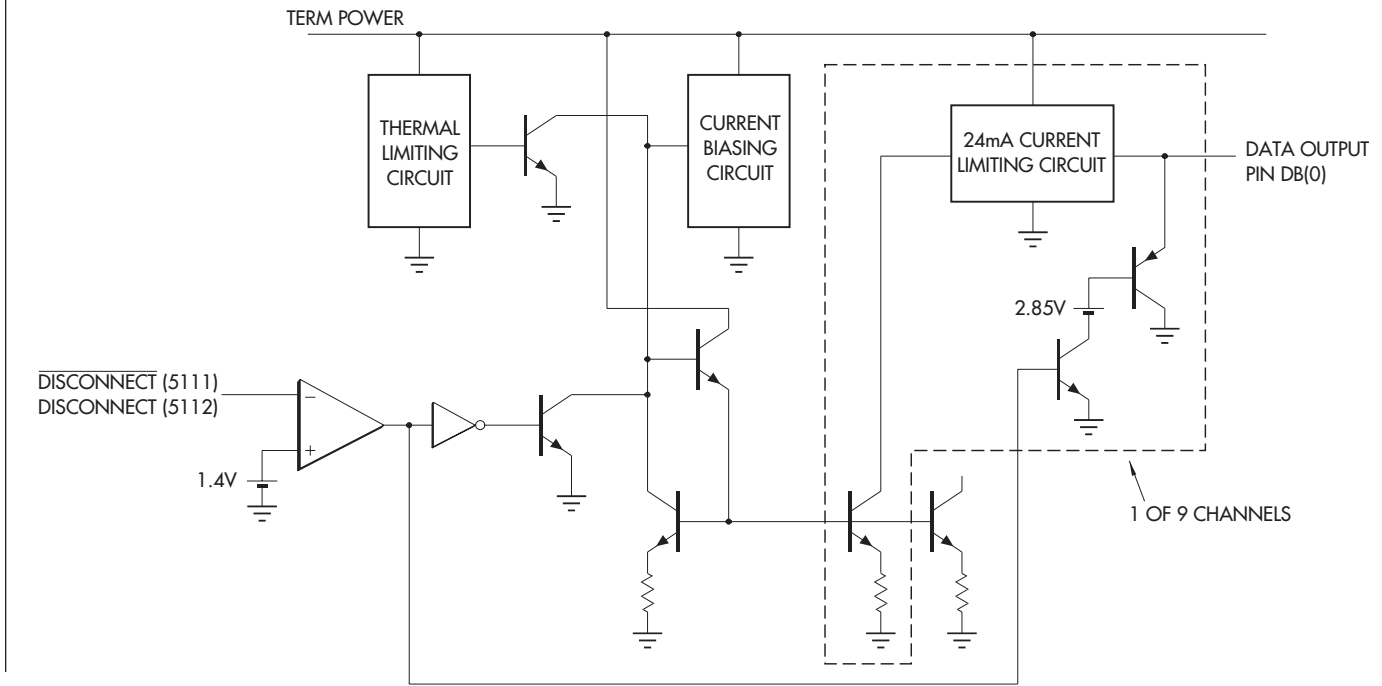 TERM POWER
THERMAL
LIMITING
CIRCUIT
CURRENT
BIASING
CIRCUIT
24mA CURRENT
LIMITING CIRCUIT
DATA OUTPUT
PIN DB(0)
2.85V
DISCONNECT (5111)
DISCONNECT (5112)
−
+
1.4V
1 OF 9 CHANNELS